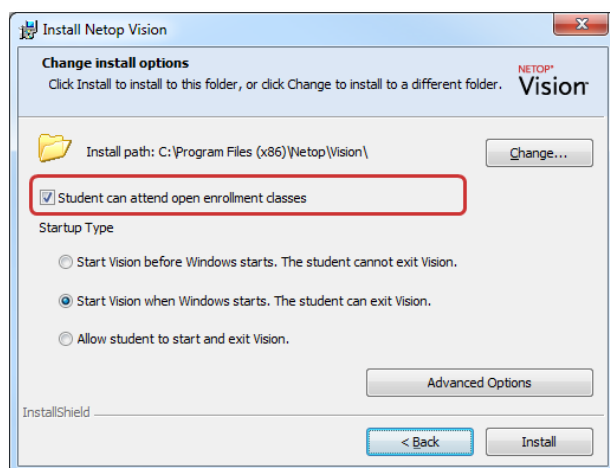 Install Netop Vision
Change install options
Click Install to install to this folder, or click Change to install to a different folder.
NETOP™
Vision
Install path: C:\Program Files (x86)\Netop\Vision\
Change...
Student can attend open enrollment classes
Startup Type
Start Vision before Windows starts. The student cannot exit Vision.
Start Vision when Windows starts. The student can exit Vision.
Allow student to start and exit Vision.
Advanced Options
InstallShield
< Back
Install